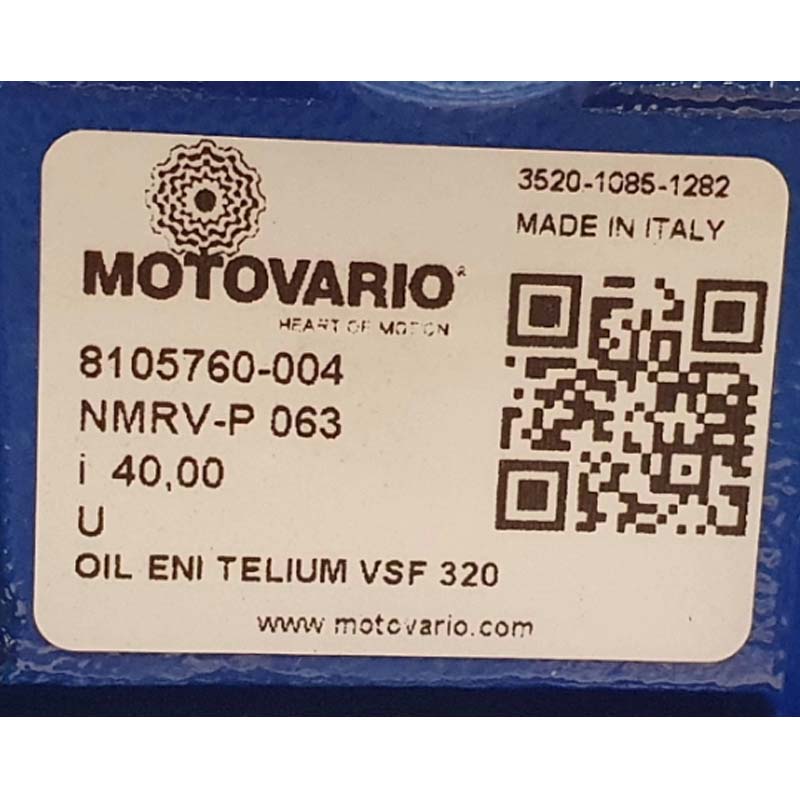 3520-1085-1282
MADE IN ITALY
MOTOVARIO®
HEART OF MOTION
8105760-004
NMRV-P 063
i 40,00
U
OIL ENI TELIUM VSF 320
www.motovario.com